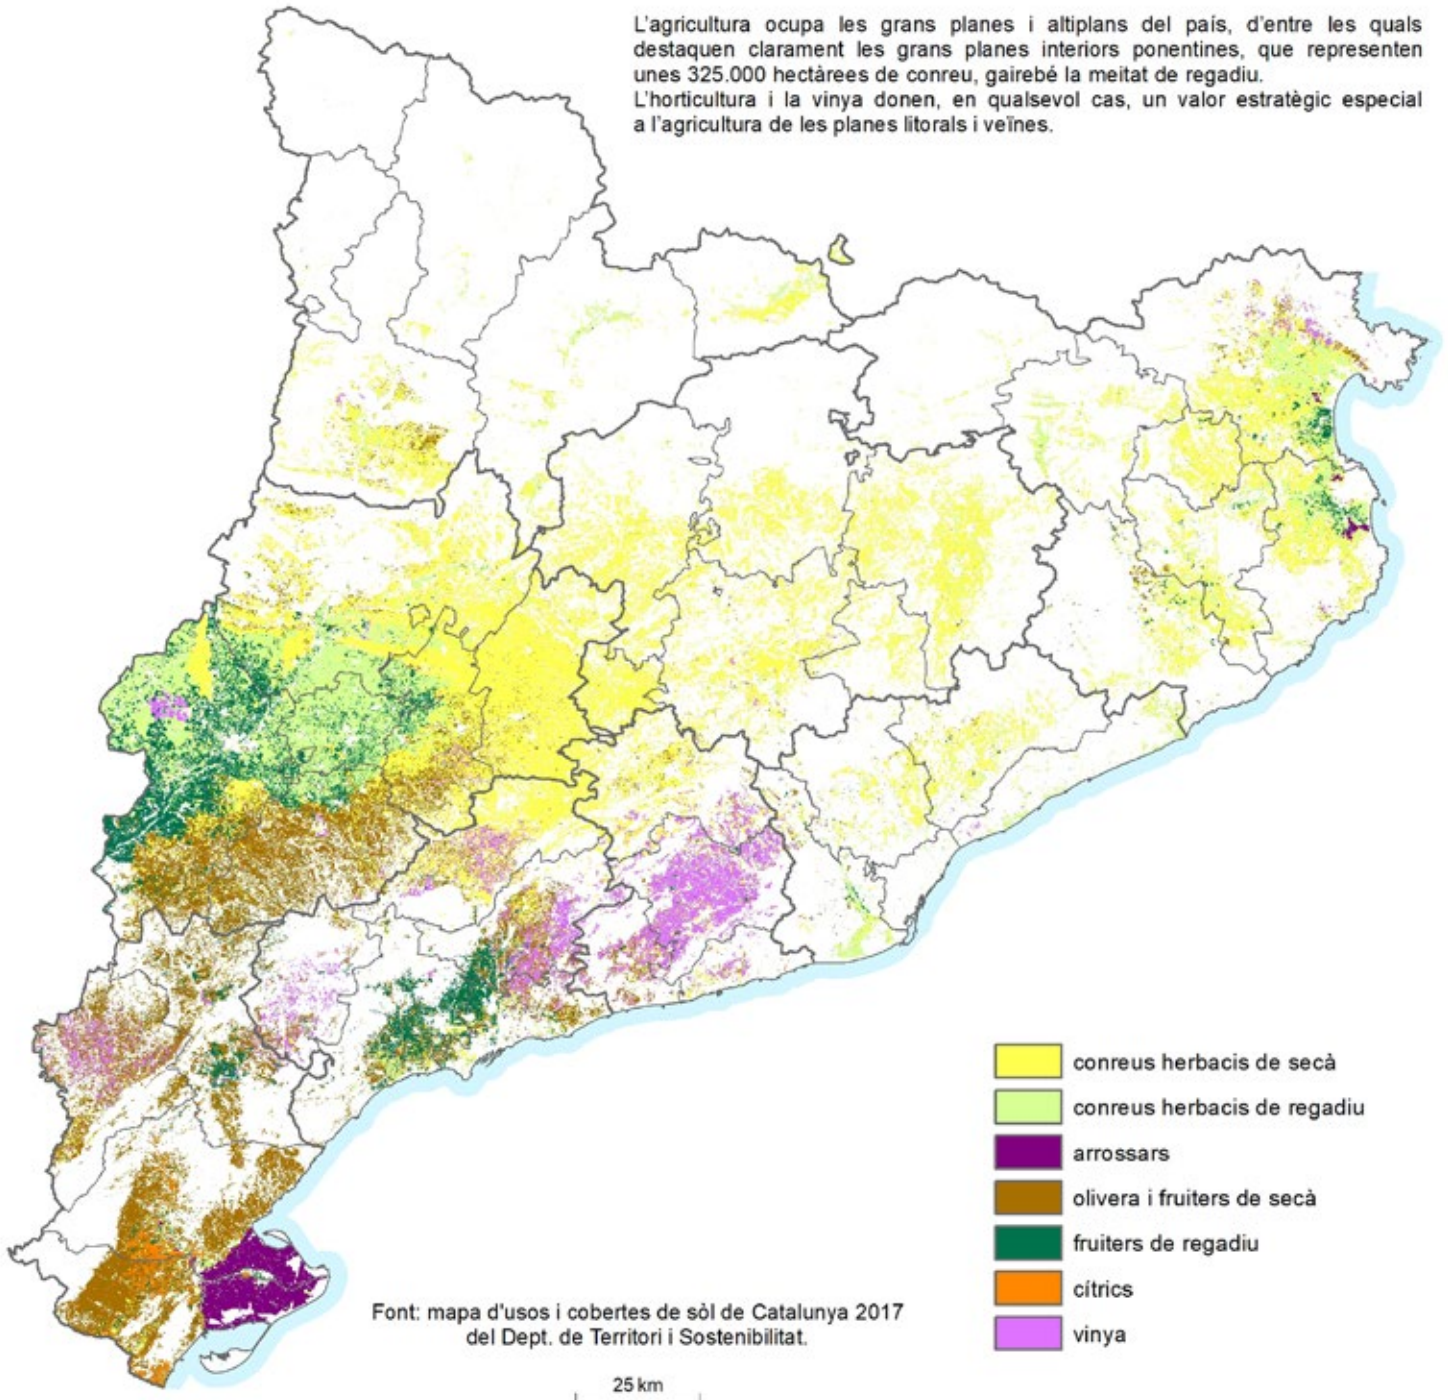 L'agricultura ocupa les grans planes i altiplans del país, d'entre les quals
destaquen clarament les grans planes interiors ponentines, que representen
unes 325.000 hectàrees de conreu, gairebé la meitat de regadiu.
L'horticultura i la vinya donen, en qualsevol cas, un valor estratègic especial
a l'agricultura de les planes litorals i veïnes.
conreus herbacis de secà
conreus herbacis de regadiu
arrossars
olivera i fruiters de secà
fruiters de regadiu
cítrics
vinya
Font: mapa d'usos i cobertes de sòl de Catalunya 2017
del Dept. de Territori i Sostenibilitat.
25 km